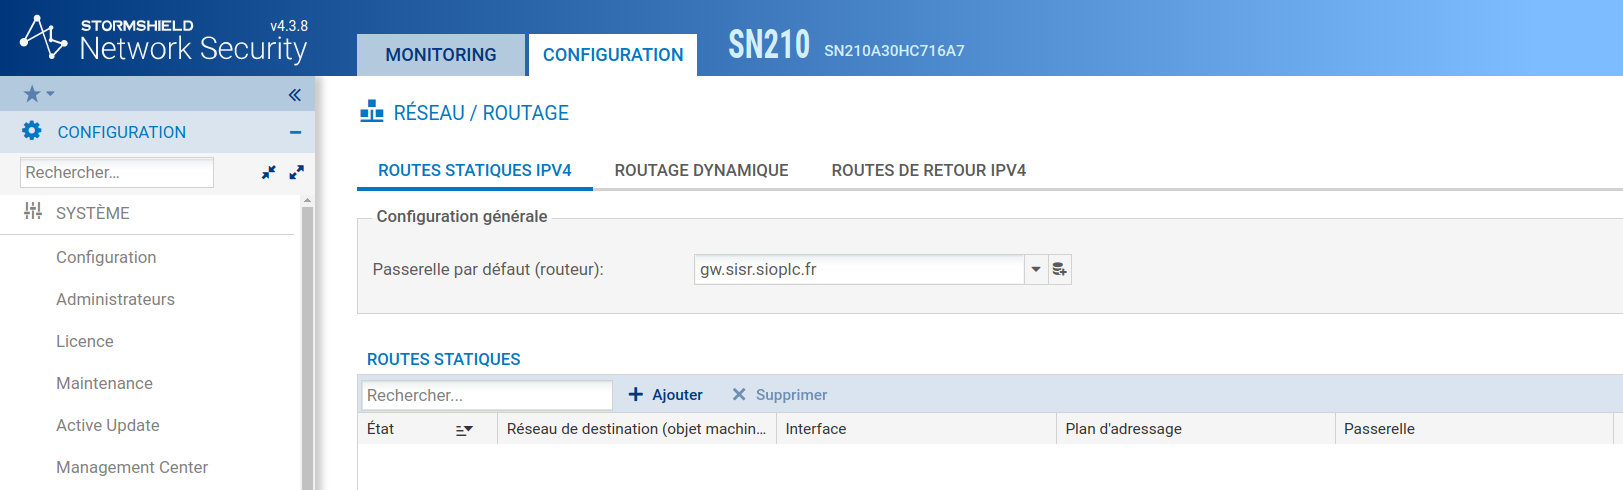 STORMSHIELD
v4.3.8
Network Security
MONITORING
CONFIGURATION
SN210
SN210A30HC716A7
CONFIGURATION
Rechercher...
SYSTÈME
Configuration
Administrateurs
Licence
Maintenance
Active Update
Management Center
RÉSEAU / ROUTAGE
ROUTES STATIQUES IPV4
ROUTAGE DYNAMIQUE
ROUTES DE RETOUR IPV4
Configuration générale
Passerelle par défaut (routeur):
gw.sisr.sioplc.fr
ROUTES STATIQUES
Rechercher...
Ajouter
Supprimer
État
Réseau de destination (objet machin...
Interface
Plan d'adressage
Passerelle